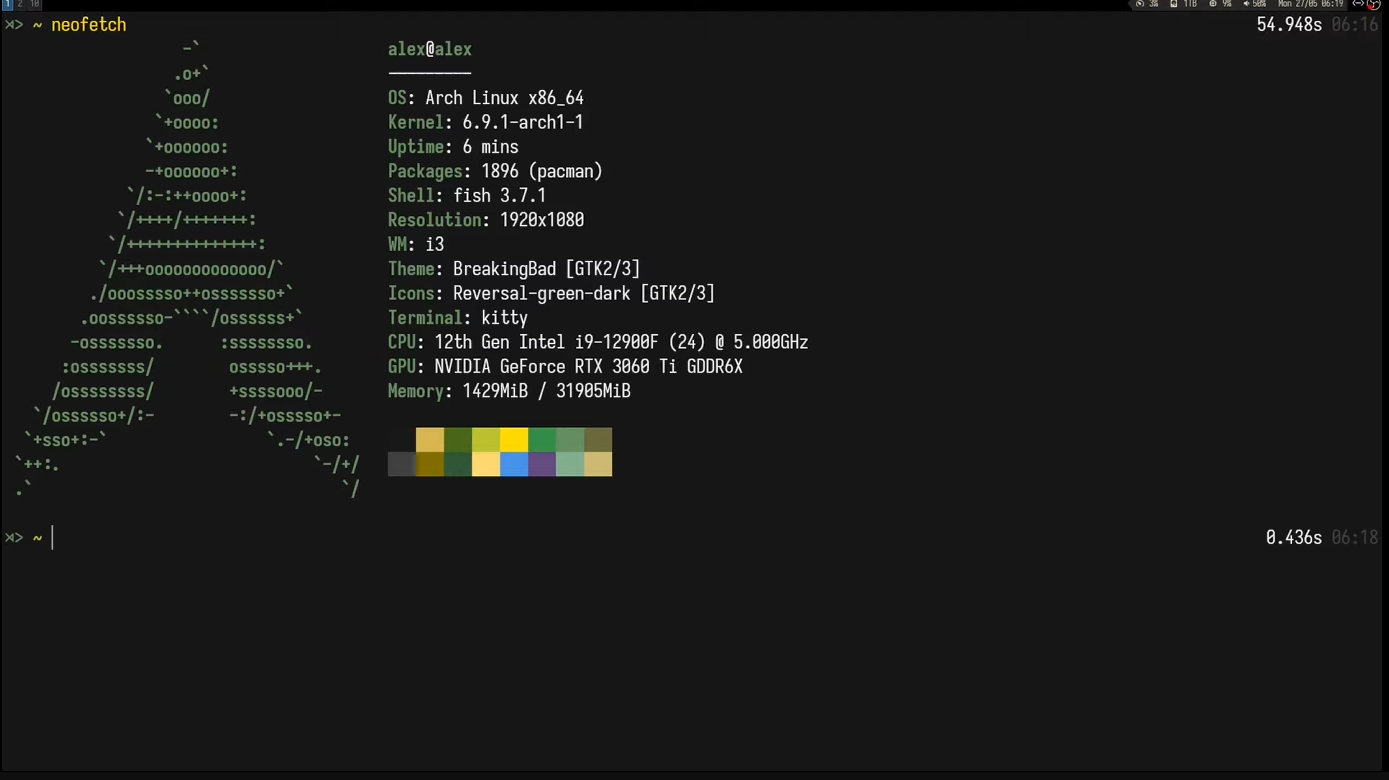 1 2 10 3% 1TB 9% 50% Mon 27/05 06:19
~ neofetch 54.948s 06:16
-`
.o+`
`ooo/
`+oooo:
`+oooooo:
-+oooooo+:
`/:-:++oooo+:
`/++++/+++++++:
`/++++++++++++++:
`/+++ooooooooooooo/`
./ooosssso++osssssso+`
.oossssso-````/ossssss+`
-osssssso. :ssssssso.
:osssssss/ osssso+++.
/ossssssss/ +ssssooo/-
`/ossssso+/:- -:/+osssso+-
`+sso+:-` `.-/+oso:
`++:. `-/+/
.` `/
alex@alex
---------
OS: Arch Linux x86_64
Kernel: 6.9.1-arch1-1
Uptime: 6 mins
Packages: 1896 (pacman)
Shell: fish 3.7.1
Resolution: 1920x1080
WM: i3
Theme: BreakingBad [GTK2/3]
Icons: Reversal-green-dark [GTK2/3]
Terminal: kitty
CPU: 12th Gen Intel i9-12900F (24) @ 5.000GHz
GPU: NVIDIA GeForce RTX 3060 Ti GDDR6X
Memory: 1429MiB / 31905MiB
~ 0.436s 06:18